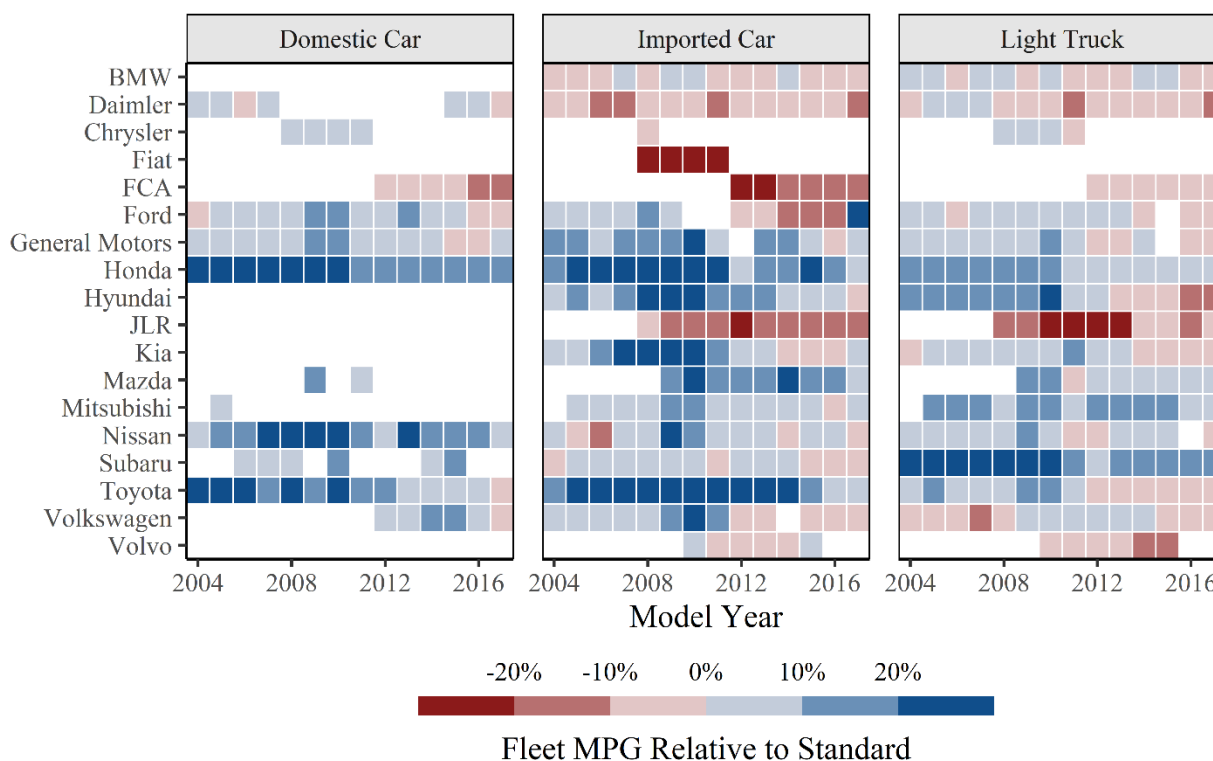 Domestic Car Imported Car Light Truck
BMW
Daimler
Chrysler
Fiat
FCA
Ford
General Motors
Honda
Hyundai
JLR
Kia
Mazda
Mitsubishi
Nissan
Subaru
Toyota
Volkswagen
Volvo
2004 2008 2012 2016 2004 2008 2012 2016 2004 2008 2012 2016
Model Year
-20% -10% 0% 10% 20%
Fleet MPG Relative to Standard